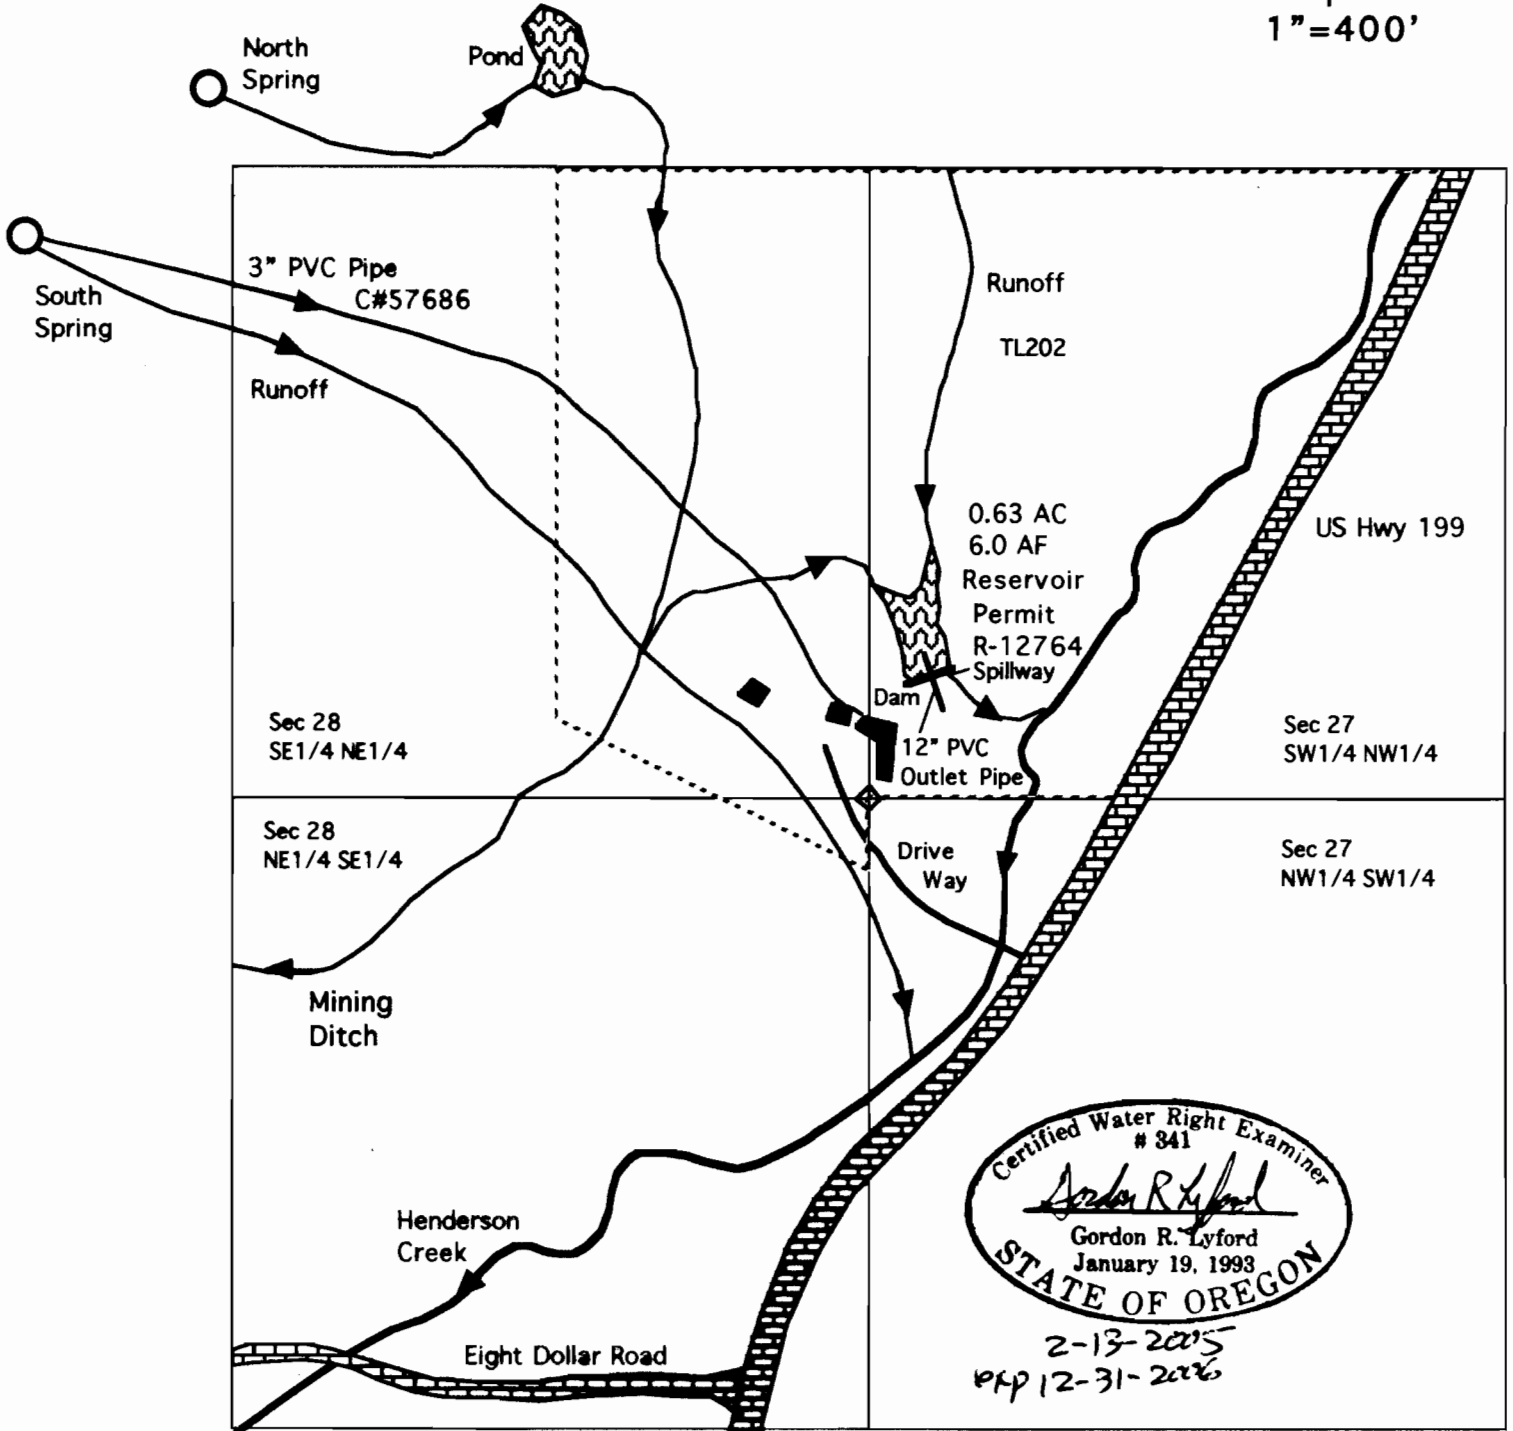 1"=400'
North
Spring
Pond
3" PVC Pipe
C#57686
South
Spring
Runoff
Runoff
TL202
0.63 AC
6.0 AF
Reservoir
Permit
R-12764
Spillway
US Hwy 199
Dam
12" PVC
Outlet Pipe
Sec 28
SE1/4 NE1/4
Sec 27
SW1/4 NW1/4
Sec 28
NE1/4 SE1/4
Drive
Way
Sec 27
NW1/4 SW1/4
Mining
Ditch
Henderson
Creek
Eight Dollar Road
Certified Water Right Examiner
# 341
Gordon R. Lyford
Gordon R. Lyford
January 19, 1993
STATE OF OREGON
2-13-2005
exp 12-31-2006